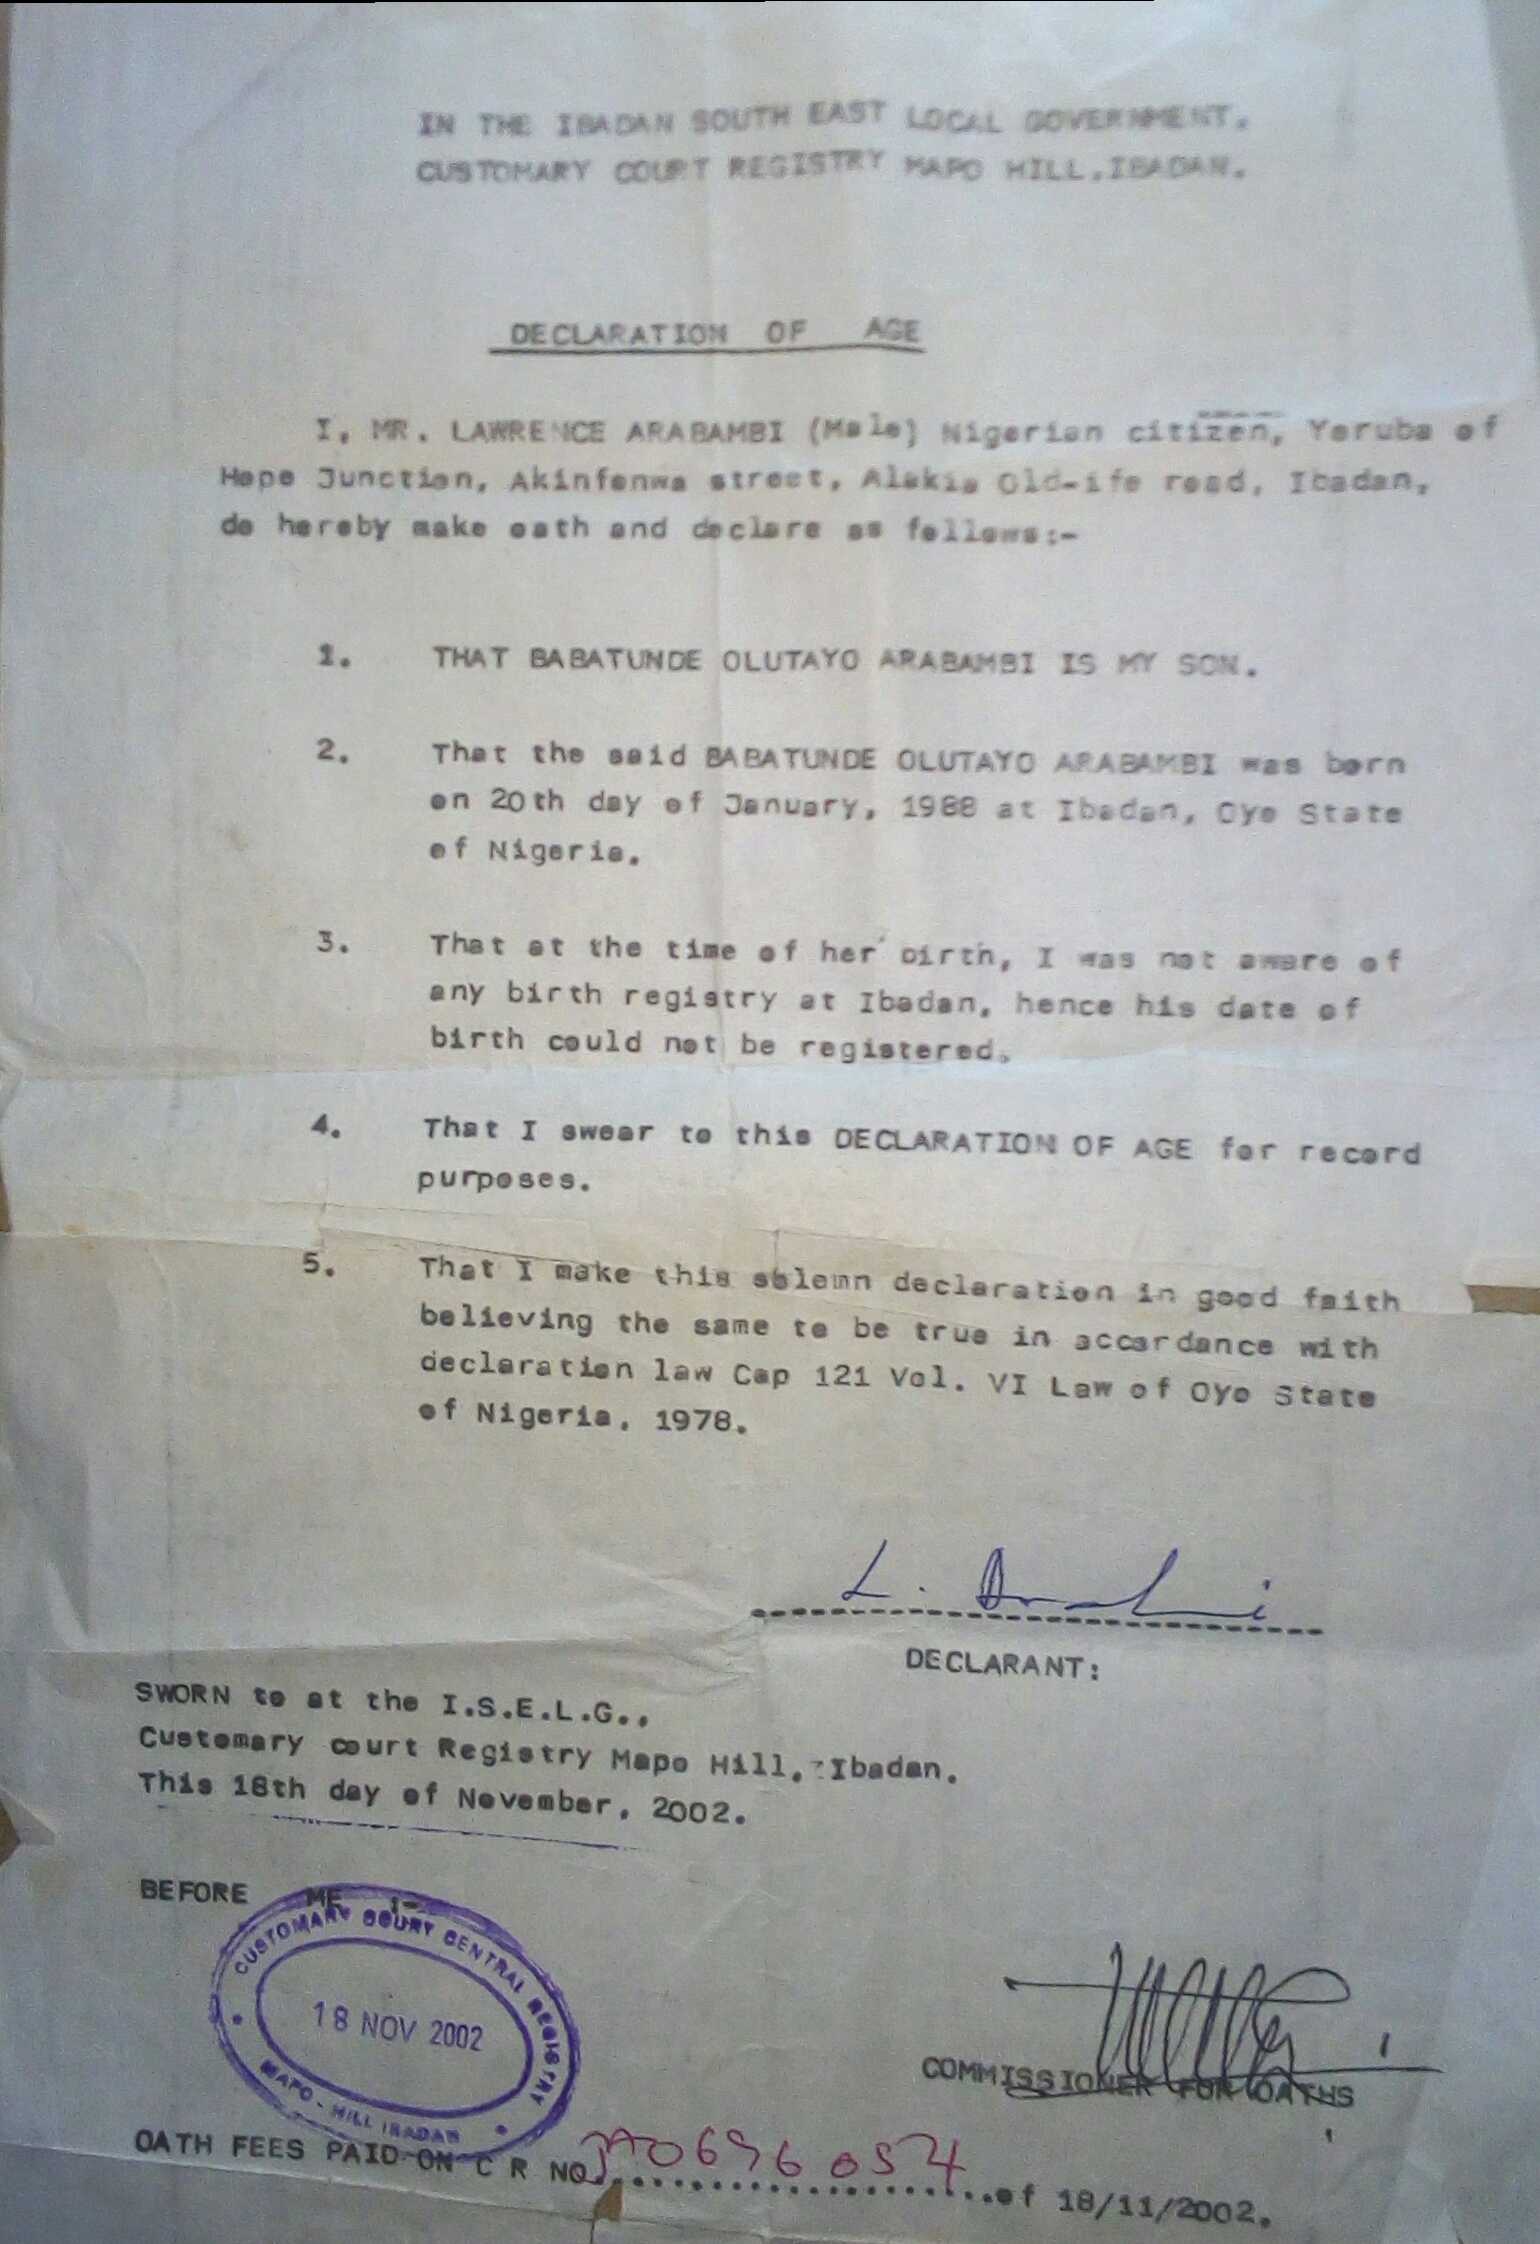 IN THE IBADAN SOUTH EAST LOCAL GOVERNMENT.
CUSTOMARY COURT REGISTRY MAPO HILL.IBADAN.
DECLARATION OF AGE
I, MR. LAWRENCE ARABAMBI (Male) Nigerian citizen, Yoruba of
Hope Junction, Akinfenwa street, Alakia Old-ife road, Ibadan,
do hereby make oath and declare as follows:-
1. THAT BABATUNDE OLUTAYO ARABAMBI IS MY SON.
2. That the said BABATUNDE OLUTAYO ARABAMBI was born
on 20th day of January, 1988 at Ibadan, Oyo State
of Nigeria.
3. That at the time of her birth, I was not aware of
any birth registry at Ibadan, hence his date of
birth could not be registered.
4. That I swear to this DECLARATION OF AGE for record
purposes.
5. That I make this solemn declaration in good faith
believing the same to be true in accordance with
declaration law Cap 121 Vol. VI Law of Oyo State
of Nigeria, 1978.
DECLARANT:
SWORN to at the I.S.E.L.G.,
Customary court Registry Mapo Hill, Ibadan.
This 18th day of November, 2002.
BEFORE ME :-
CUSTOMARY COURT CENTRAL REGISTRY
18 NOV 2002
MAPO - HILL IBADAN
COMMISSIONER FOR OATHS
OATH FEES PAID ON C R NO..........of 18/11/2002.